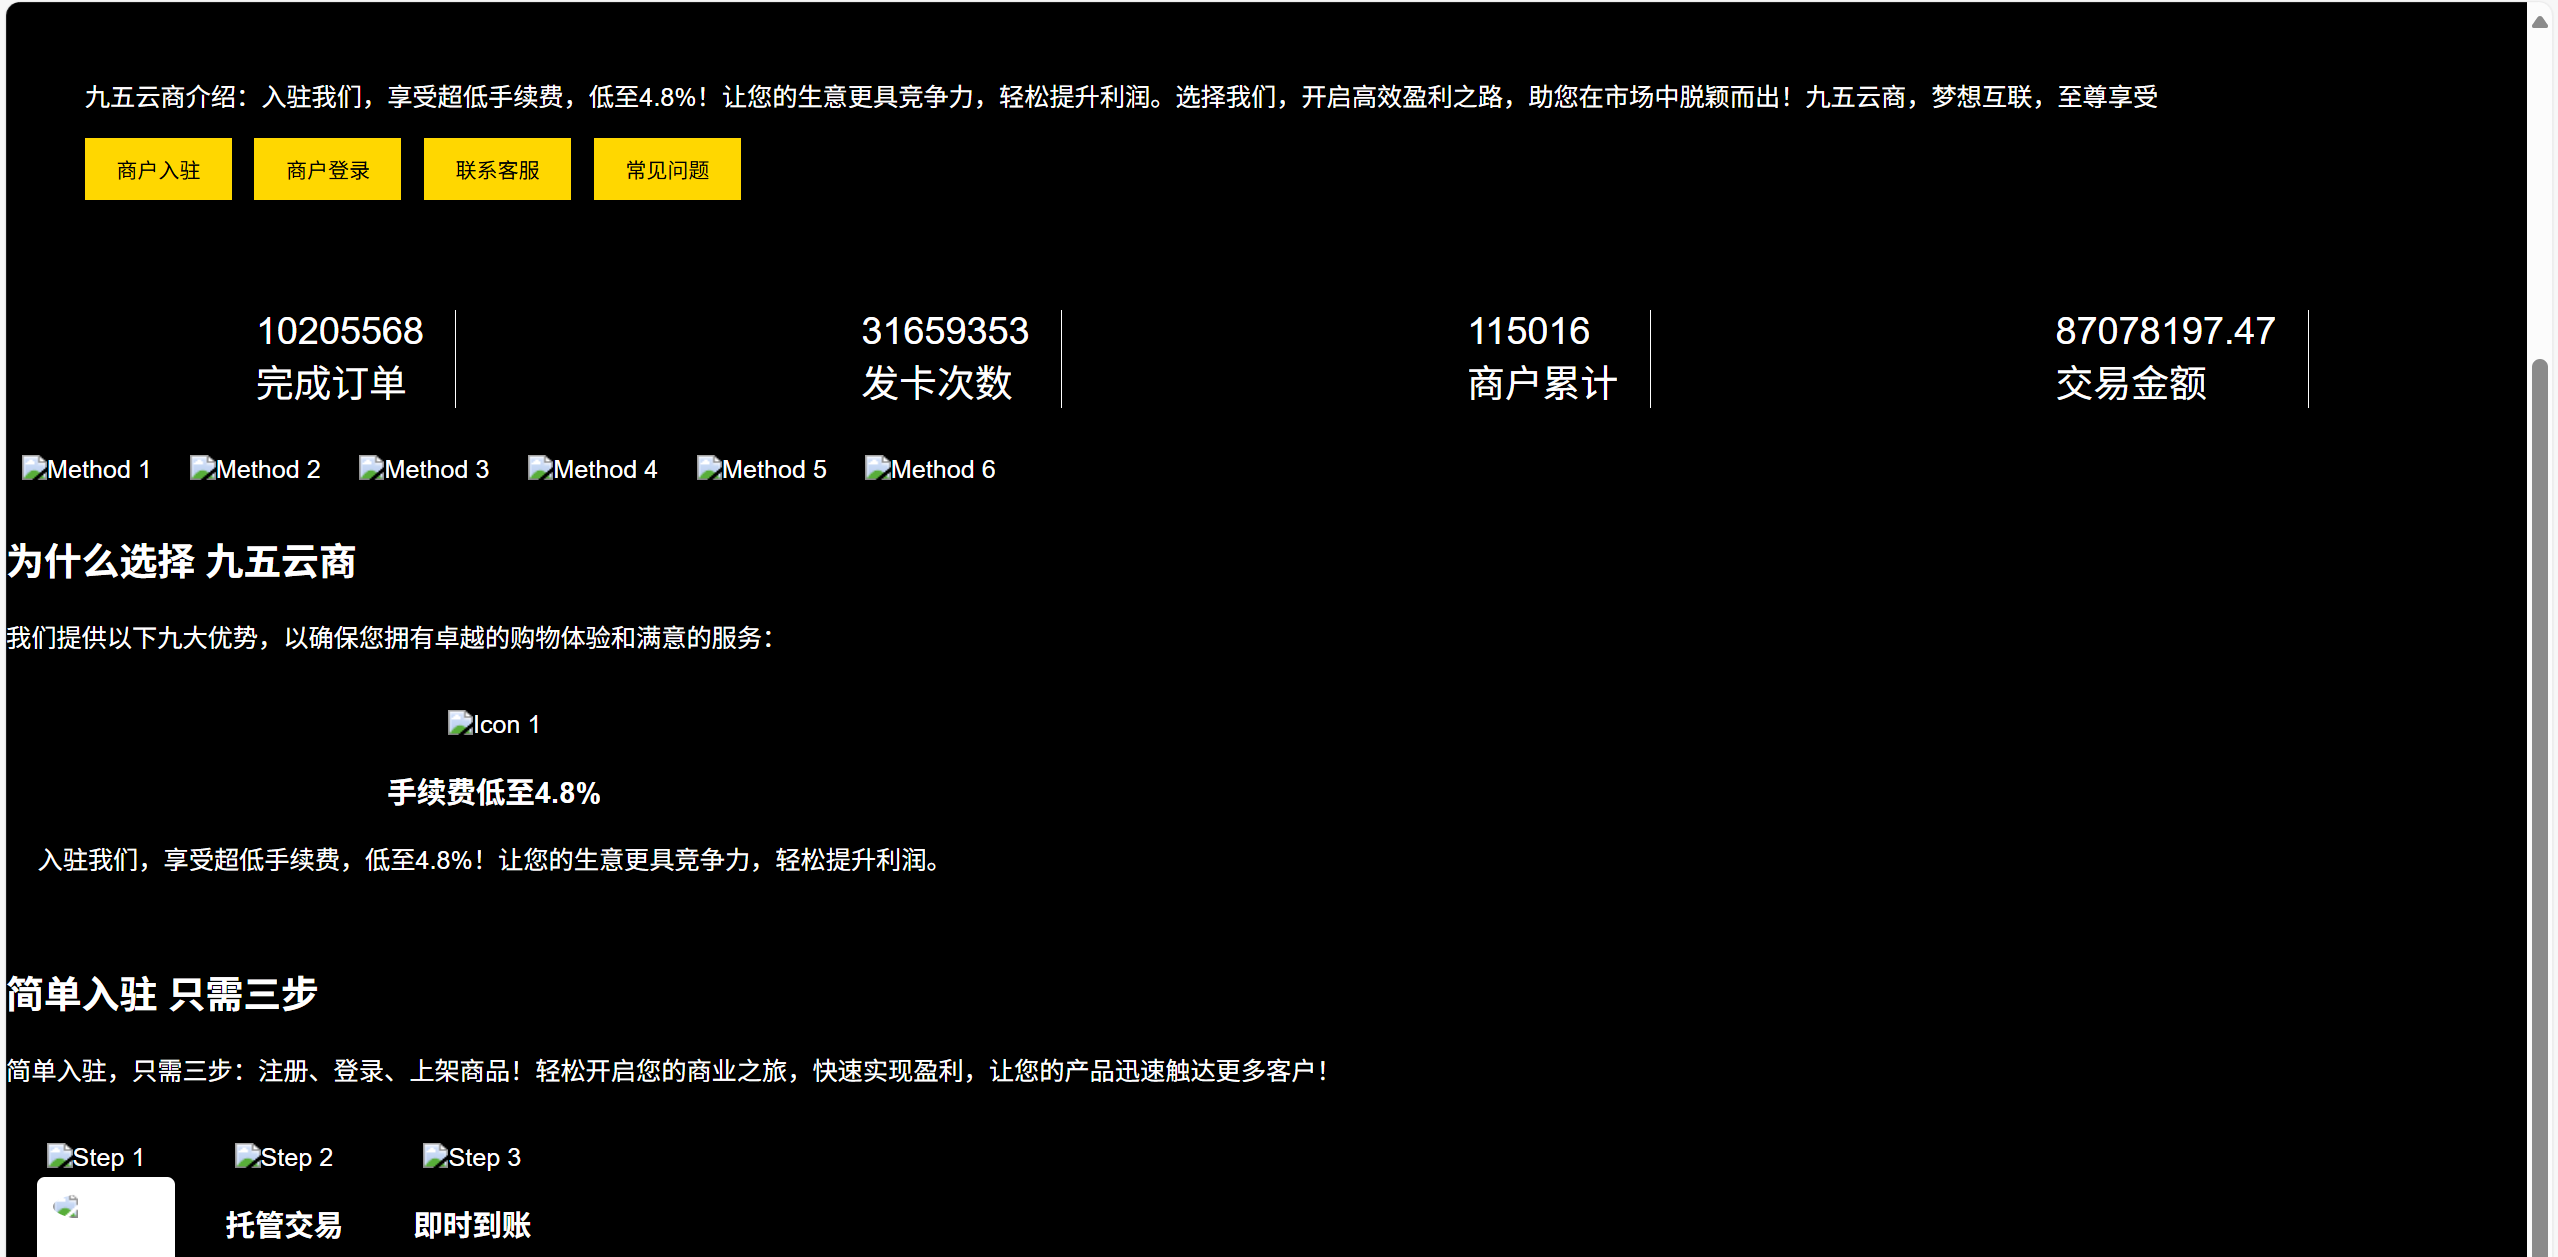 九五云商介绍：入驻我们，享受超低手续费，低至4.8%！让您的生意更具竞争力，轻松提升利润。选择我们，开启高效盈利之路，助您在市场中脱颖而出！九五云商，梦想互联，至尊享受
商户入驻 商户登录 联系客服 常见问题
10205568 31659353 115016 87078197.47
完成订单 发卡次数 商户累计 交易金额
Method 1 Method 2 Method 3 Method 4 Method 5 Method 6
为什么选择 九五云商
我们提供以下九大优势，以确保您拥有卓越的购物体验和满意的服务：
Icon 1
手续费低至4.8%
入驻我们，享受超低手续费，低至4.8%！让您的生意更具竞争力，轻松提升利润。
简单入驻 只需三步
简单入驻，只需三步：注册、登录、上架商品！轻松开启您的商业之旅，快速实现盈利，让您的产品迅速触达更多客户！
Step 1 Step 2 Step 3
托管交易 即时到账